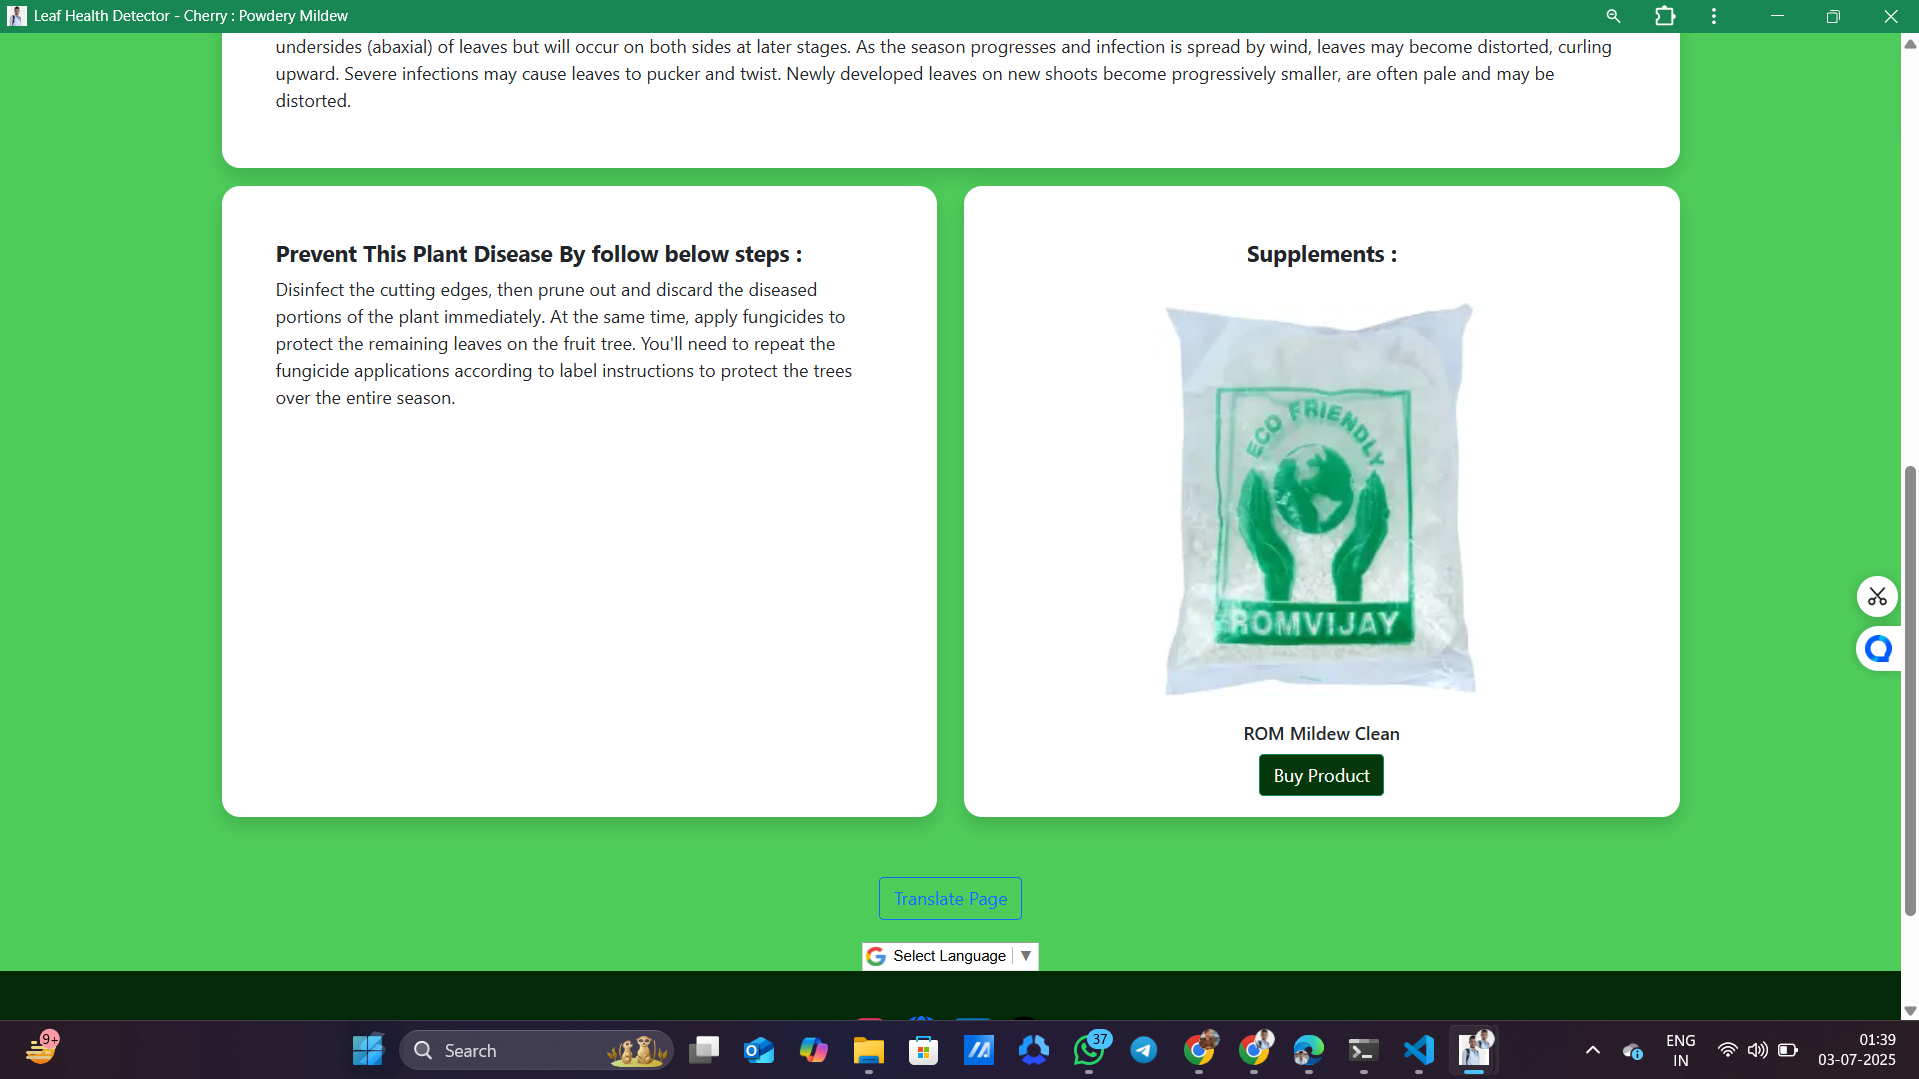 Leaf Health Detector - Cherry : Powdery Mildew
undersides (abaxial) of leaves but will occur on both sides at later stages. As the season progresses and infection is spread by wind, leaves may become distorted, curling
upward. Severe infections may cause leaves to pucker and twist. Newly developed leaves on new shoots become progressively smaller, are often pale and may be
distorted.
Prevent This Plant Disease By follow below steps :
Disinfect the cutting edges, then prune out and discard the diseased
portions of the plant immediately. At the same time, apply fungicides to
protect the remaining leaves on the fruit tree. You'll need to repeat the
fungicide applications according to label instructions to protect the trees
over the entire season.
Supplements :
ECO FRIENDLY
ROMVIJAY
ROM Mildew Clean
Buy Product
Translate Page
Select Language
9+
Search
37
ENG
IN
01:39
03-07-2025